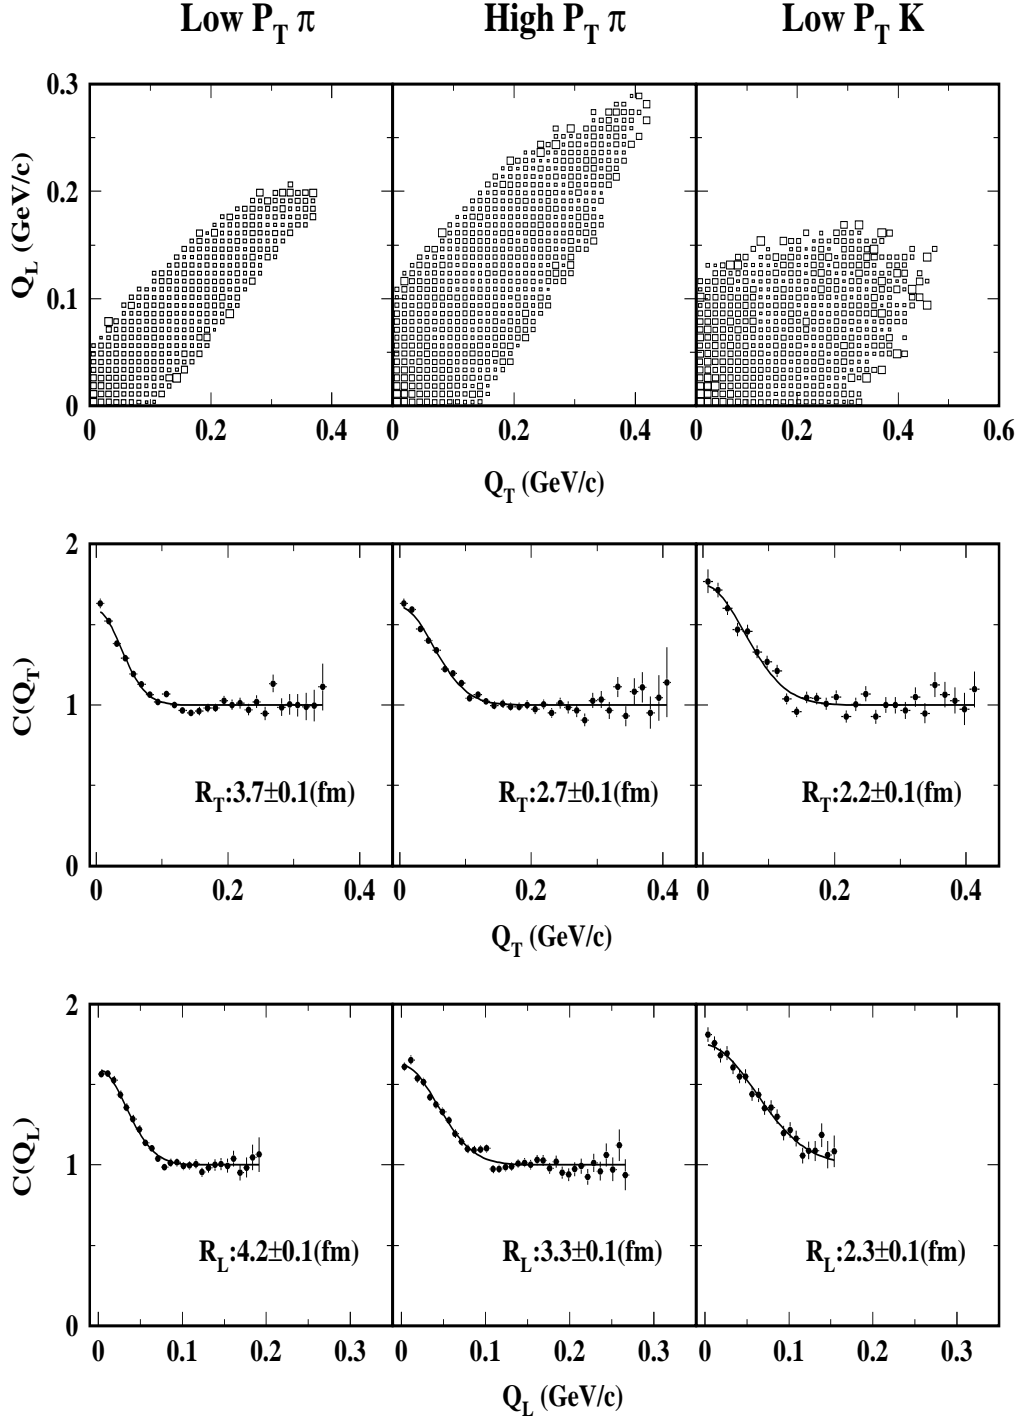 Low P_T π High P_T π Low P_T K
0.3
0.2
0.1
0
Q_L (GeV/c)
0 0.2 0.4 0 0.2 0.4 0 0.2 0.4 0.6
Q_T (GeV/c)
2
1
0
C(Q_T)
R_T:3.7±0.1(fm) R_T:2.7±0.1(fm) R_T:2.2±0.1(fm)
0 0.2 0.4 0 0.2 0.4 0 0.2 0.4
Q_T (GeV/c)
2
1
0
C(Q_L)
R_L:4.2±0.1(fm) R_L:3.3±0.1(fm) R_L:2.3±0.1(fm)
0 0.1 0.2 0.3 0 0.1 0.2 0.3 0 0.1 0.2 0.3
Q_L (GeV/c)